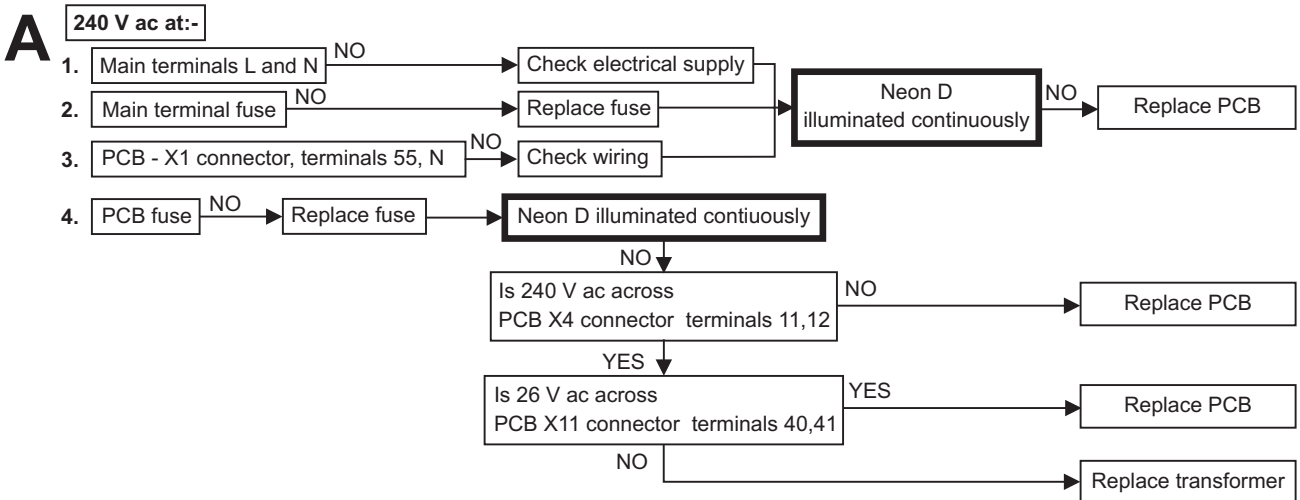 A
240 V ac at:-
1. Main terminals L and N
NO
Check electrical supply
2. Main terminal fuse
NO
Replace fuse
3. PCB - X1 connector, terminals 55, N
NO
Check wiring
Neon D
illuminated continuously
NO
Replace PCB
4. PCB fuse
NO
Replace fuse
Neon D illuminated contiuously
NO
Is 240 V ac across
PCB X4 connector terminals 11,12
NO
Replace PCB
YES
Is 26 V ac across
PCB X11 connector terminals 40,41
YES
Replace PCB
NO
Replace transformer